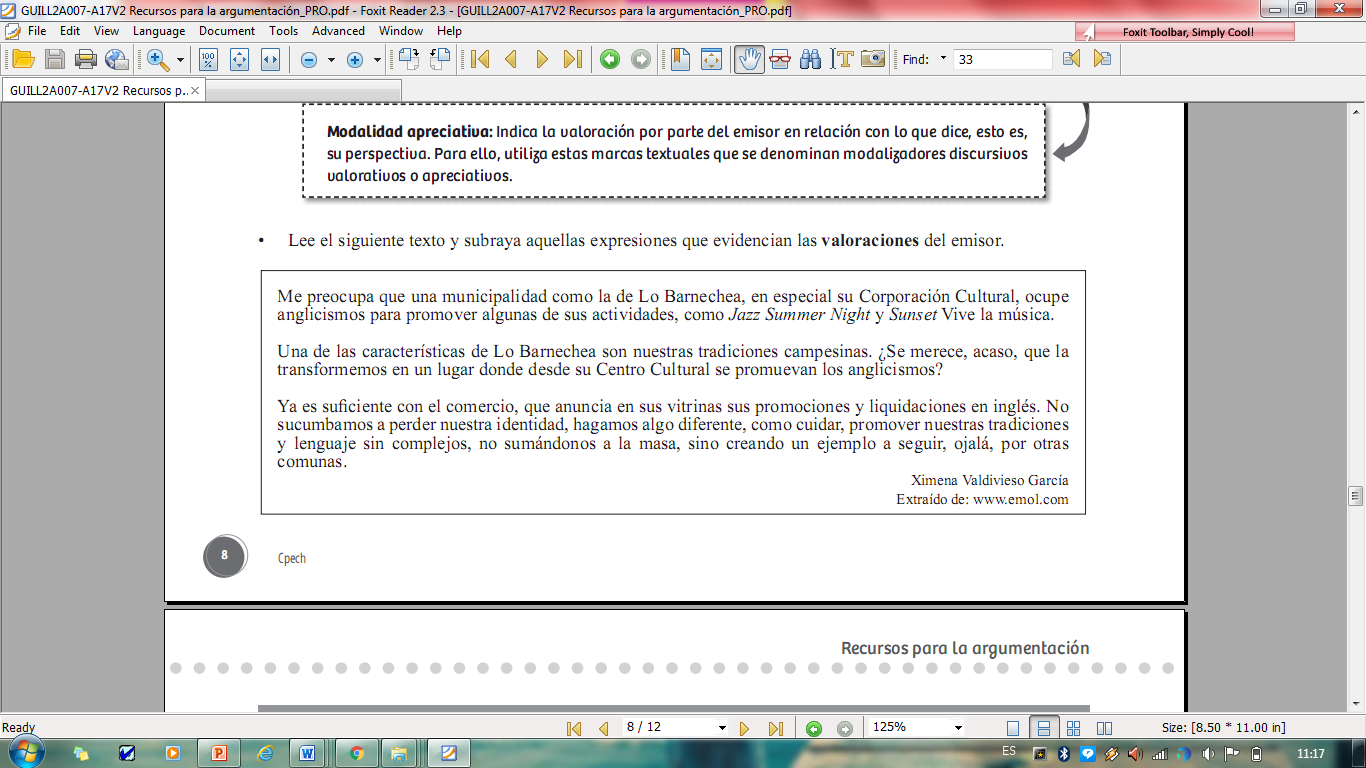 GUILL2A007-A17V2 Recursos para la argumentación_PRO.pdf - Foxit Reader 2.3 - [GUILL2A007-A17V2 Recursos para la argumentación_PRO.pdf]
File Edit View Language Document Tools Advanced Window Help
Foxit Toolbar, Simply Cool!
100 %
Find: 33
GUILL2A007-A17V2 Recursos p...
Modalidad apreciativa: Indica la valoración por parte del emisor en relación con lo que dice, esto es,
su perspectiva. Para ello, utiliza estas marcas textuales que se denominan modalizadores discursivos
valorativos o apreciativos.
• Lee el siguiente texto y subraya aquellas expresiones que evidencian las valoraciones del emisor.
Me preocupa que una municipalidad como la de Lo Barnechea, en especial su Corporación Cultural, ocupe
anglicismos para promover algunas de sus actividades, como Jazz Summer Night y Sunset Vive la música.
Una de las características de Lo Barnechea son nuestras tradiciones campesinas. ¿Se merece, acaso, que la
transformemos en un lugar donde desde su Centro Cultural se promuevan los anglicismos?
Ya es suficiente con el comercio, que anuncia en sus vitrinas sus promociones y liquidaciones en inglés. No
sucumbamos a perder nuestra identidad, hagamos algo diferente, como cuidar, promover nuestras tradiciones
y lenguaje sin complejos, no sumándonos a la masa, sino creando un ejemplo a seguir, ojalá, por otras
comunas.
Ximena Valdivieso García
Extraído de: www.emol.com
8 Cpech
Recursos para la argumentación
Ready 8 / 12 125% Size: [8.50 * 11.00 in]
ES 11:17